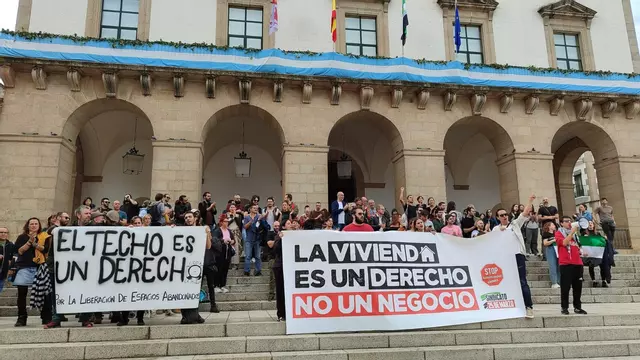 EL TECHO ES
UN DERECHO
POR LA LIBERACIÓN DE ESPACIOS ABANDONADOS
LA VIVIENDA
ES UN DERECHO
NO UN NEGOCIO
STOP
SINDICATO